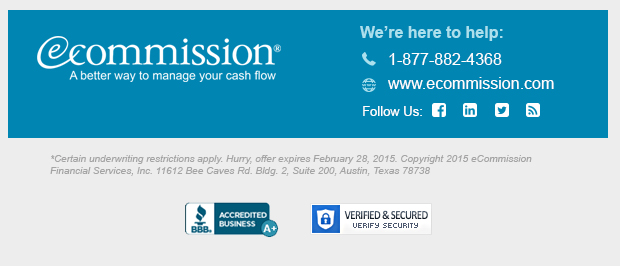 ecommission®
A better way to manage your cash flow
We're here to help:
1-877-882-4368
www.ecommission.com
Follow Us:
*Certain underwriting restrictions apply. Hurry, offer expires February 28, 2015. Copyright 2015 eCommission
Financial Services, Inc. 11612 Bee Caves Rd. Bldg. 2, Suite 200, Austin, Texas 78738
BBB.
ACCREDITED
BUSINESS
A+
VERIFIED & SECURED
VERIFY SECURITY